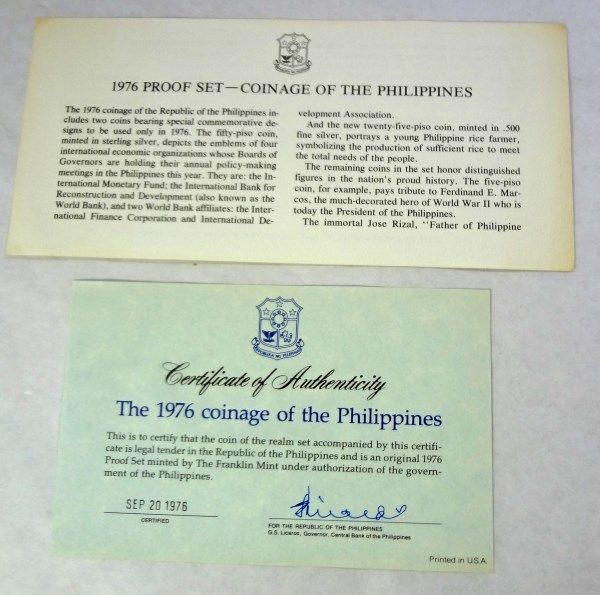 1976 PROOF SET—COINAGE OF THE PHILIPPINES
The 1976 coinage of the Republic of the Philippines in-
cludes two coins bearing special commemorative de-
signs to be used only in 1976. The fifty-piso coin,
minted in sterling silver, depicts the emblems of four
international economic organizations whose Boards of
Governors are holding their annual policy-making
meetings in the Philippines this year. They are: the In-
ternational Monetary Fund; the International Bank for
Reconstruction and Development (also known as the
World Bank), and two World Bank affiliates: the Inter-
national Finance Corporation and International De-
velopment Association.
And the new twenty-five-piso coin, minted in .500
fine silver, portrays a young Philippine rice farmer,
symbolizing the production of sufficient rice to meet
the total needs of the people.
The remaining coins in the set honor distinguished
figures in the nation's proud history. The five-piso
coin, for example, pays tribute to Ferdinand E. Mar-
cos, the much-decorated hero of World War II who is
today the President of the Philippines.
The immortal Jose Rizal, "Father of Philippine
Certificate of Authenticity
The 1976 coinage of the Philippines
This is to certify that the coin of the realm set accompanied by this certifi-
cate is legal tender in the Republic of the Philippines and is an original 1976
Proof Set minted by The Franklin Mint under authorization of the govern-
ment of the Philippines.
SEP 20 1976
CERTIFIED
FOR THE REPUBLIC OF THE PHILIPPINES
G.S. Licaros, Governor, Central Bank of the Philippines
Printed in U.S.A.